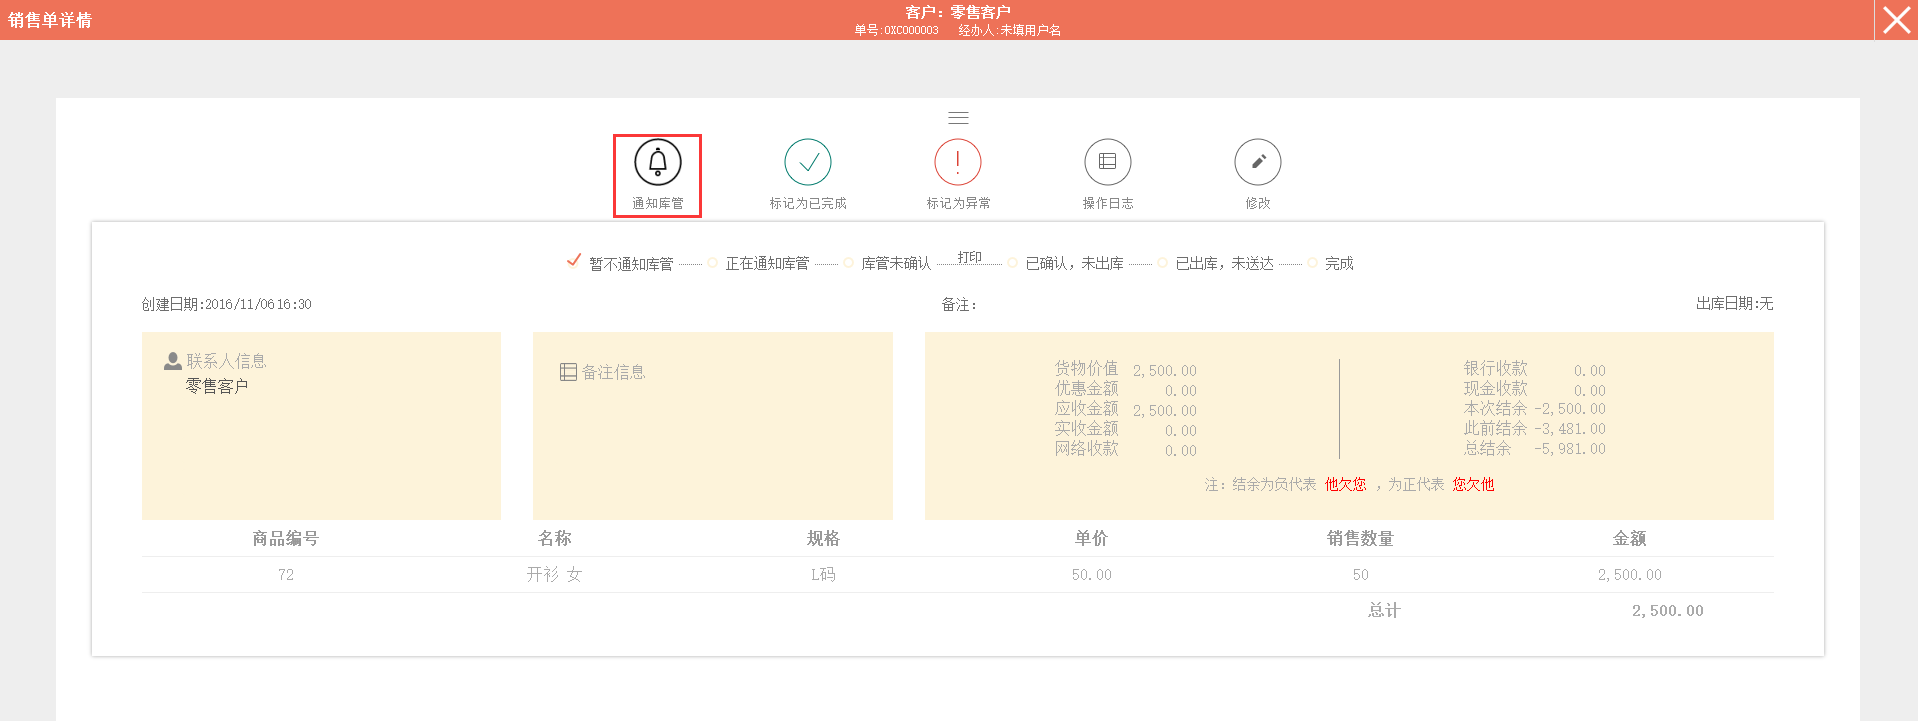 销售单详情
客户：零售客户
单号:0XC000003 经办人:未填用户名
通知库管 标记为已完成 标记为异常 操作日志 修改
暂不通知库管 正在通知库管 库管未确认 打印 已确认，未出库 已出库，未送达 完成
创建日期:2016/11/06 16:30 备注： 出库日期:无
联系人信息
零售客户
备注信息
货物价值 2,500.00
优惠金额 0.00
应收金额 2,500.00
实收金额 0.00
网络收款 0.00
银行收款 0.00
现金收款 0.00
本次结余 -2,500.00
此前结余 -3,481.00
总结余 -5,981.00
注：结余为负代表 他欠您 ，为正代表 您欠他
商品编号 名称 规格 单价 销售数量 金额
72 开衫 女 L码 50.00 50 2,500.00
总计 2,500.00